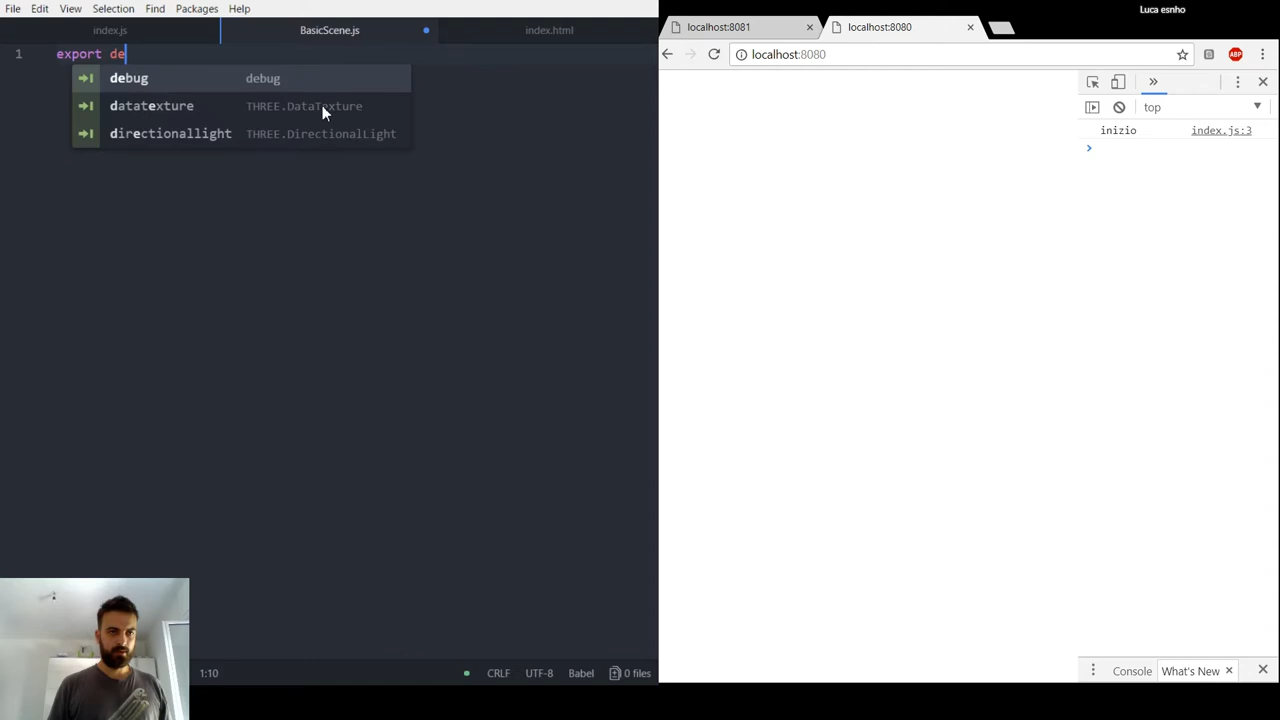 Luca esnho
File Edit View Selection Find Packages Help
index.js BasicScene.js index.html
localhost:8081 localhost:8080
localhost:8080
ABP
1 export de
debug debug
datatexture THREE.DataTexture
directionallight THREE.DirectionalLight
top
inizio index.js:3
1:10 CRLF UTF-8 Babel 0 files
Console What's New